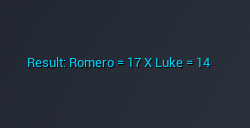 Result: Romero = 17 X Luke = 14